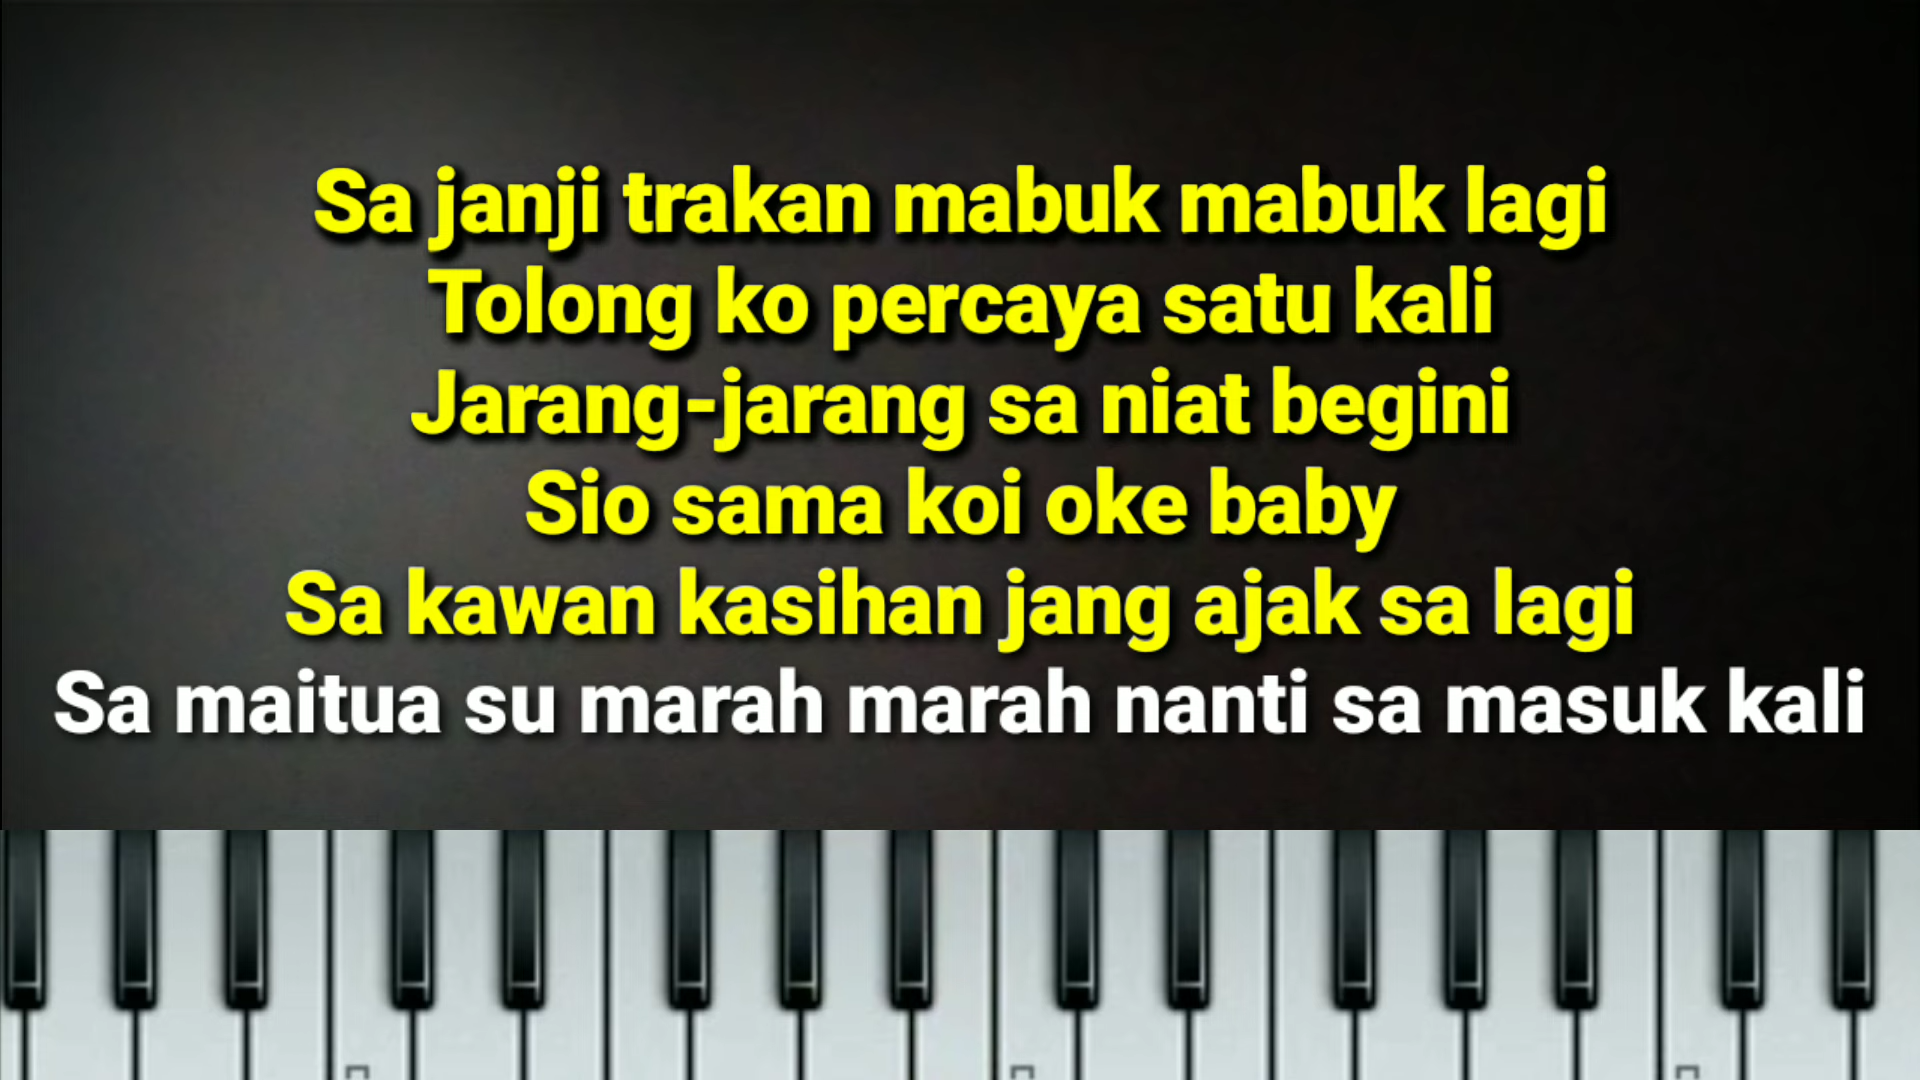 Sa janji trakan mabuk mabuk lagi
Tolong ko percaya satu kali
Jarang-jarang sa niat begini
Sio sama koi oke baby
Sa kawan kasihan jang ajak sa lagi
Sa maitua su marah marah nanti sa masuk kali